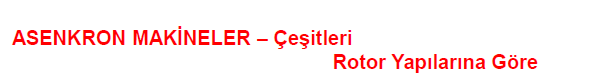 ASENKRON MAKİNELER – Çeşitleri
Rotor Yapılarına Göre